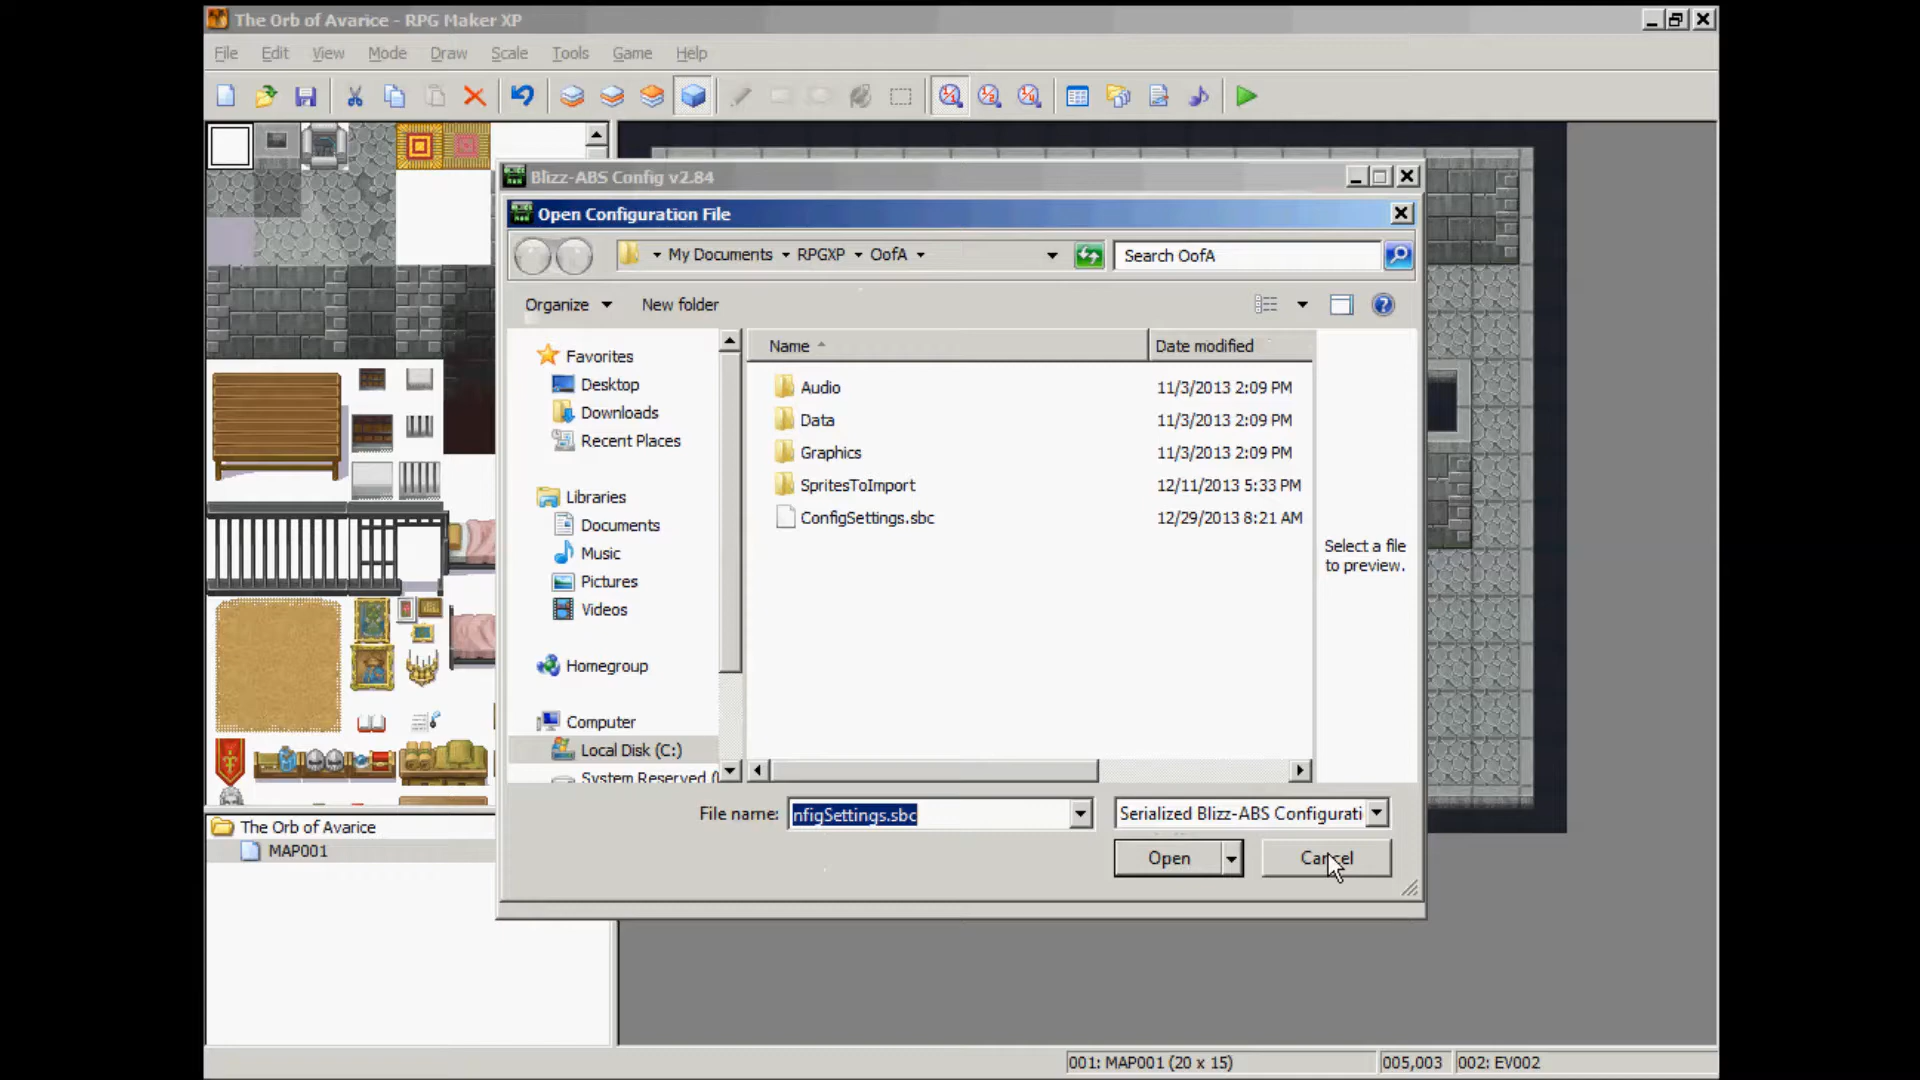 The Orb of Avarice - RPG Maker XP
File Edit View Mode Draw Scale Tools Game Help
Blizz-ABS Config v2.84
Open Configuration File
My Documents RPGXP OofA
Search OofA
Organize New folder
Favorites
Desktop
Downloads
Recent Places
Libraries
Documents
Music
Pictures
Videos
Homegroup
Computer
Local Disk (C:)
System Reserved (
Name Date modified
Audio 11/3/2013 2:09 PM
Data 11/3/2013 2:09 PM
Graphics 11/3/2013 2:09 PM
SpritesToImport 12/11/2013 5:33 PM
ConfigSettings.sbc 12/29/2013 8:21 AM
Select a file
to preview.
File name: nfigSettings.sbc Serialized Blizz-ABS Configurati
Open Cancel
The Orb of Avarice
MAP001
001: MAP001 (20 x 15) 005,003 002: EV002